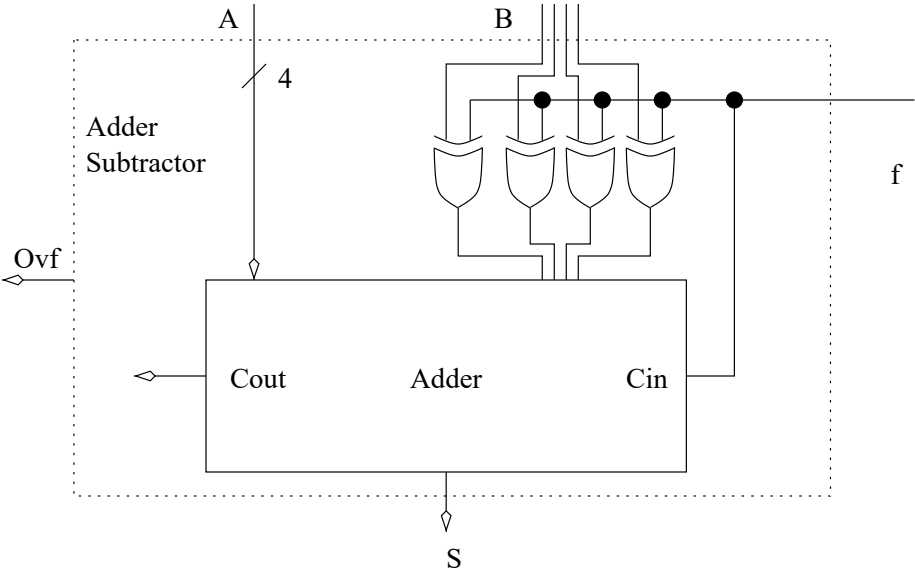 A
B
4
Adder
Subtractor
f
Ovf
Cout
Adder
Cin
S